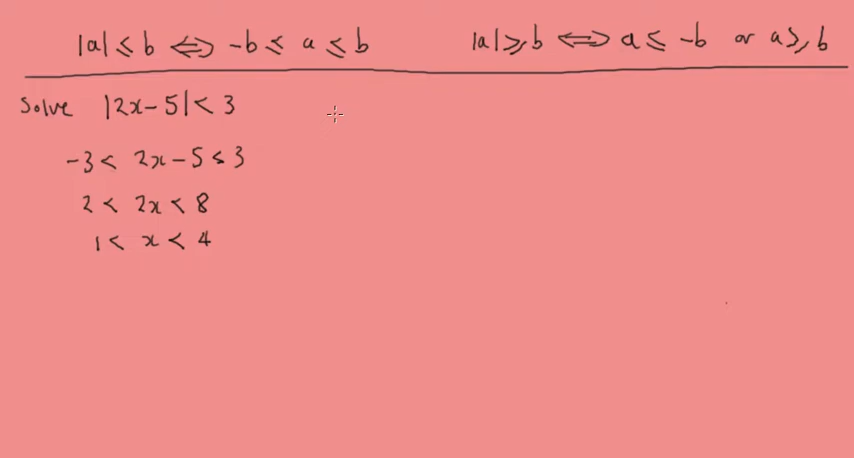 |a| ⩽ b ⟺ -b ⩽ a ⩽ b    |a| ⩾ b ⟺ a ⩽ -b or a ⩾ b
Solve |2x - 5| < 3
-3 < 2x - 5 < 3
2 < 2x < 8
1 < x < 4